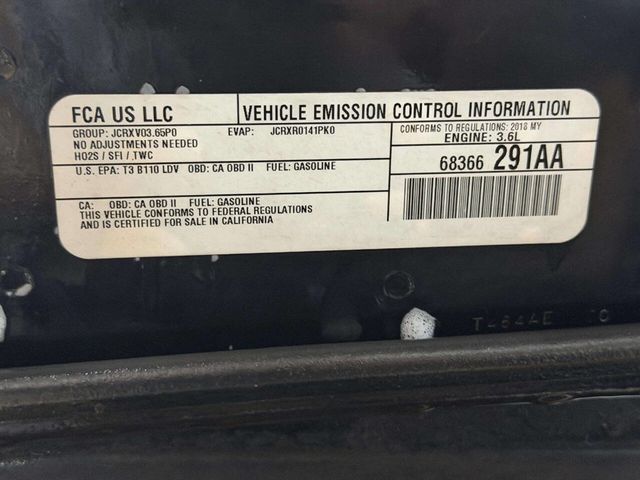 FCA US LLC
VEHICLE EMISSION CONTROL INFORMATION
GROUP: JCRXV03.65P0 EVAP: JCRXR0141PK0
NO ADJUSTMENTS NEEDED
HO2S / SFI / TWC
CONFORMS TO REGULATIONS: 2018 MY
ENGINE: 3.6L
U.S. EPA: T3 B110 LDV OBD: CA OBD II FUEL: GASOLINE
68366 291AA
CA: OBD: CA OBD II FUEL: GASOLINE
THIS VEHICLE CONFORMS TO FEDERAL REGULATIONS
AND IS CERTIFIED FOR SALE IN CALIFORNIA